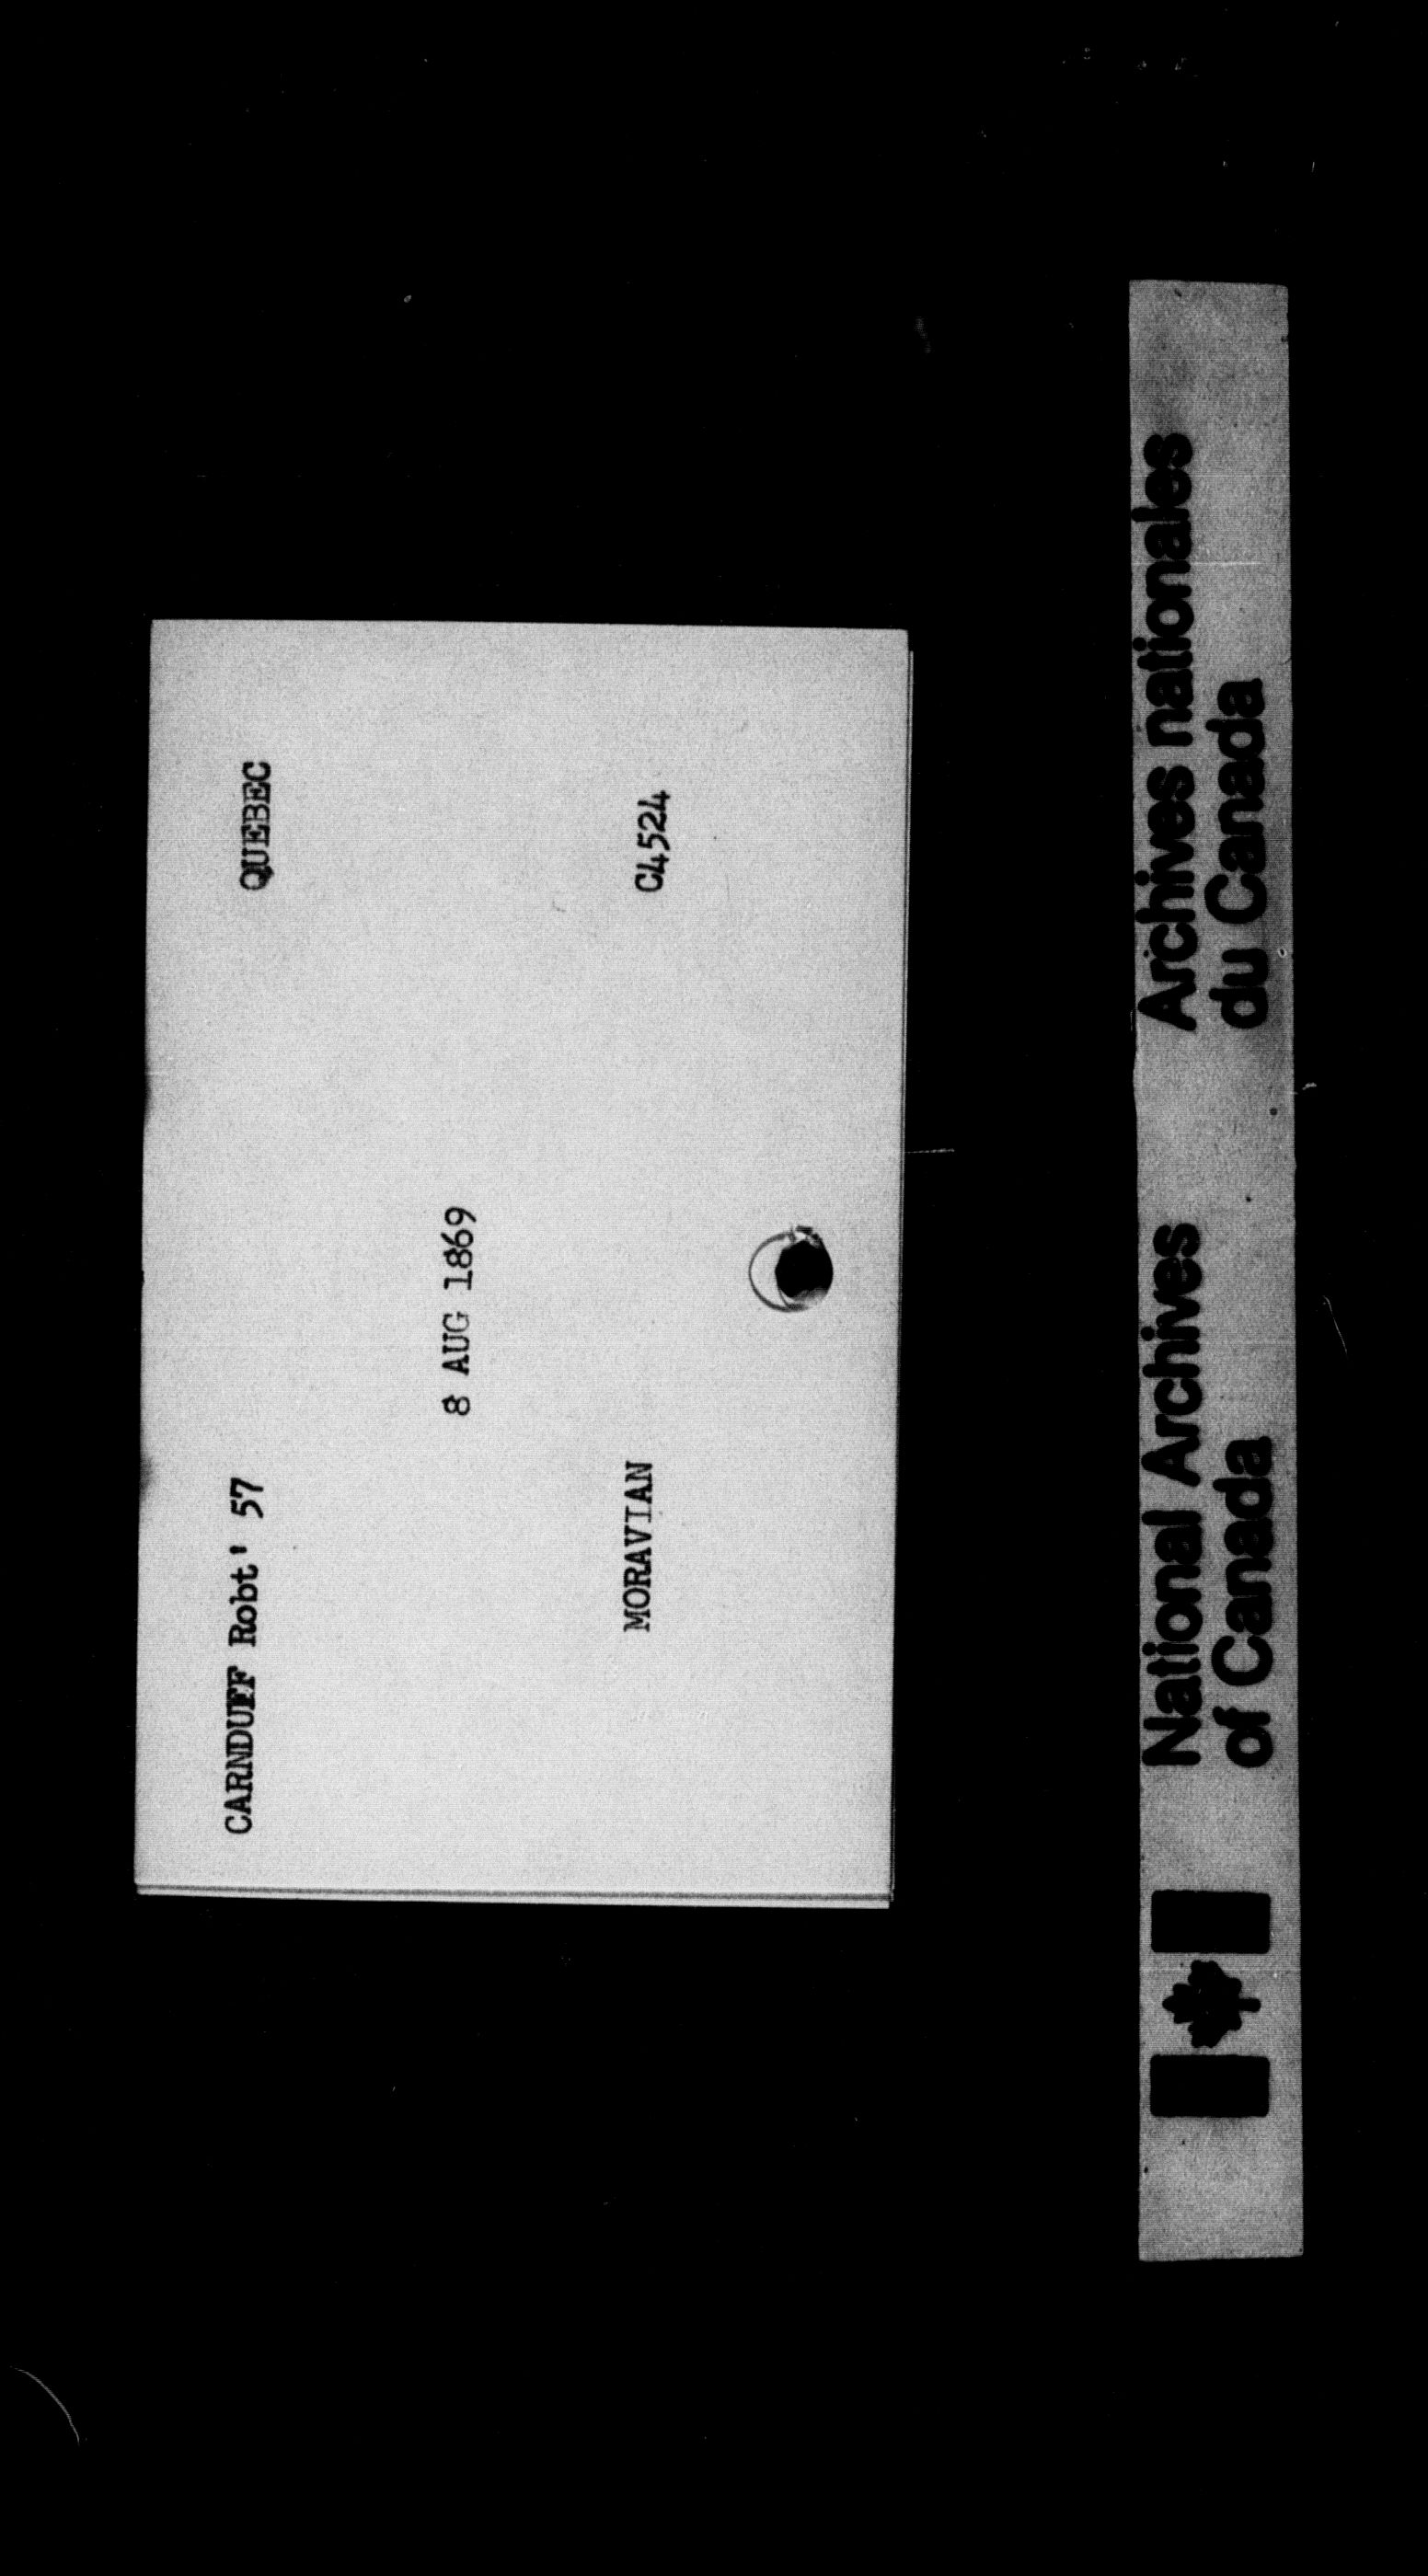 CARNDUFF Robt' 57
QUEBEC
8 AUG 1869
MORAVIAN
C4524
National Archives
of Canada
Archives nationales
du Canada